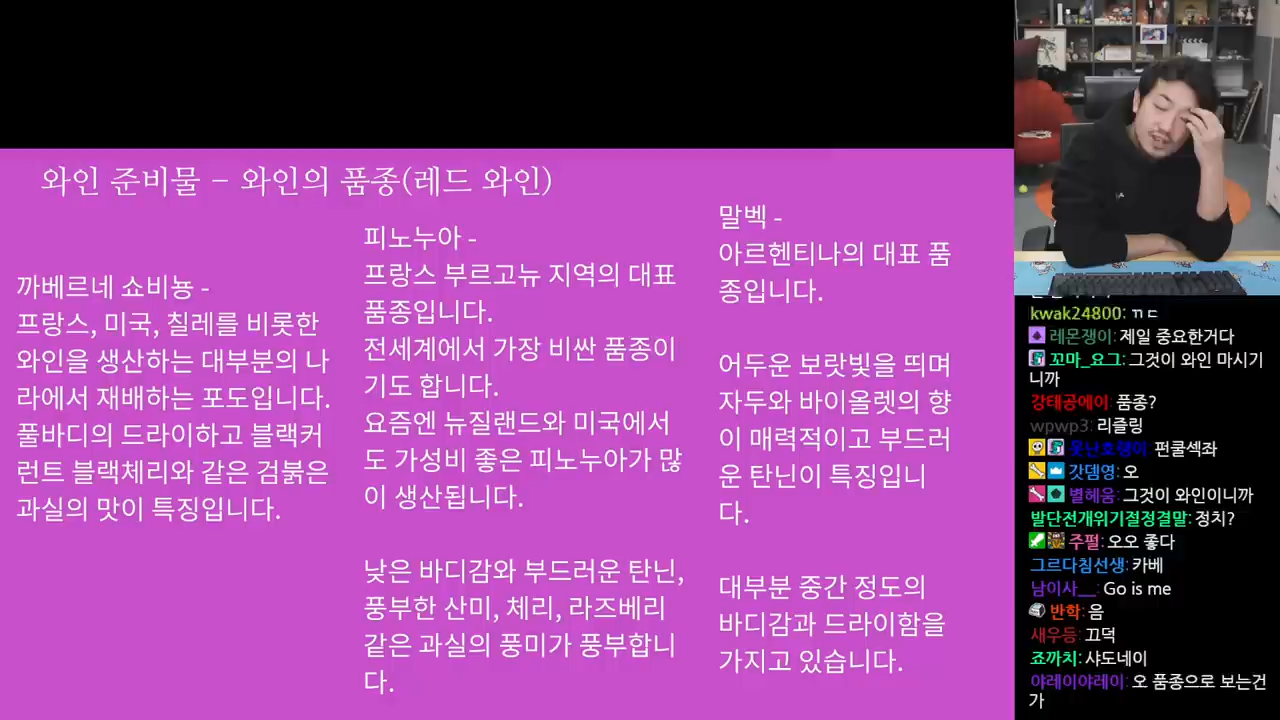 와인 준비물 - 와인의 품종(레드 와인)
까베르네 쇼비뇽 -
프랑스, 미국, 칠레를 비롯한
와인을 생산하는 대부분의 나
라에서 재배하는 포도입니다.
풀바디의 드라이하고 블랙커
런트 블랙체리와 같은 검붉은
과실의 맛이 특징입니다.
피노누아 -
프랑스 부르고뉴 지역의 대표
품종입니다.
전세계에서 가장 비싼 품종이
기도 합니다.
요즘엔 뉴질랜드와 미국에서
도 가성비 좋은 피노누아가 많
이 생산됩니다.
낮은 바디감와 부드러운 탄닌,
풍부한 산미, 체리, 라즈베리
같은 과실의 풍미가 풍부합니
다.
말벡 -
아르헨티나의 대표 품
종입니다.
어두운 보랏빛을 띄며
자두와 바이올렛의 향
이 매력적이고 부드러
운 탄닌이 특징입니
다.
대부분 중간 정도의
바디감과 드라이함을
가지고 있습니다.
kwak24800: ㄲㄷ
레몬쟁이: 제일 중요한거다
꼬마_요그: 그것이 와인 마시기
니까
강태공에이: 품종?
wpwp3: 리즐링
못난호랭이: 펀쿨섹좌
갓뎀영: 오
별헤움: 그것이 와인이니까
발단전개위기절정결말: 정치?
주펄: 오오 좋다
그르다침선생: 카베
남이사__: Go is me
반학: 음
새우등: 끄덕
죠까치: 샤도네이
야레이야레이: 오 품종으로 보는건
가